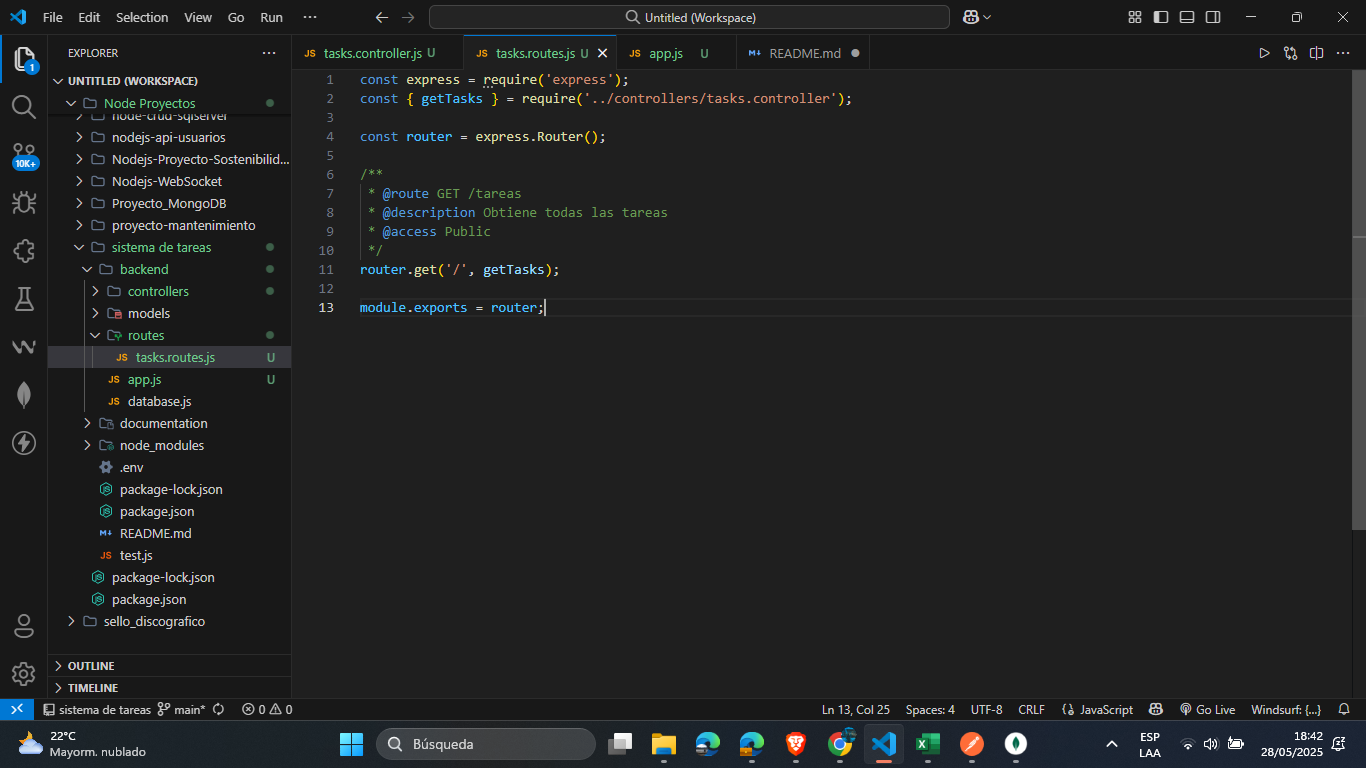 File Edit Selection View Go Run ···
Untitled (Workspace)
EXPLORER ···
tasks.controller.js U
tasks.routes.js U
app.js U
README.md
1
10K+
UNTITLED (WORKSPACE)
Node Proyectos
node-crud-sqlserver
nodejs-api-usuarios
Nodejs-Proyecto-Sostenibilid...
Nodejs-WebSocket
Proyecto_MongoDB
proyecto-mantenimiento
sistema de tareas
backend
controllers
models
routes
JS tasks.routes.js U
JS app.js U
JS database.js
documentation
node_modules
.env
package-lock.json
package.json
README.md
JS test.js
package-lock.json
package.json
sello_discografico
OUTLINE
TIMELINE
1 const express = require('express');
2 const { getTasks } = require('../controllers/tasks.controller');
3
4 const router = express.Router();
5
6 /**
7 * @route GET /tareas
8 * @description Obtiene todas las tareas
9 * @access Public
10 */
11 router.get('/', getTasks);
12
13 module.exports = router;
sistema de tareas main* 0 0 Ln 13, Col 25 Spaces: 4 UTF-8 CRLF {} JavaScript Go Live Windsurf: {...}
22°C
Mayorm. nublado
Búsqueda
ESP
LAA
18:42
28/05/2025